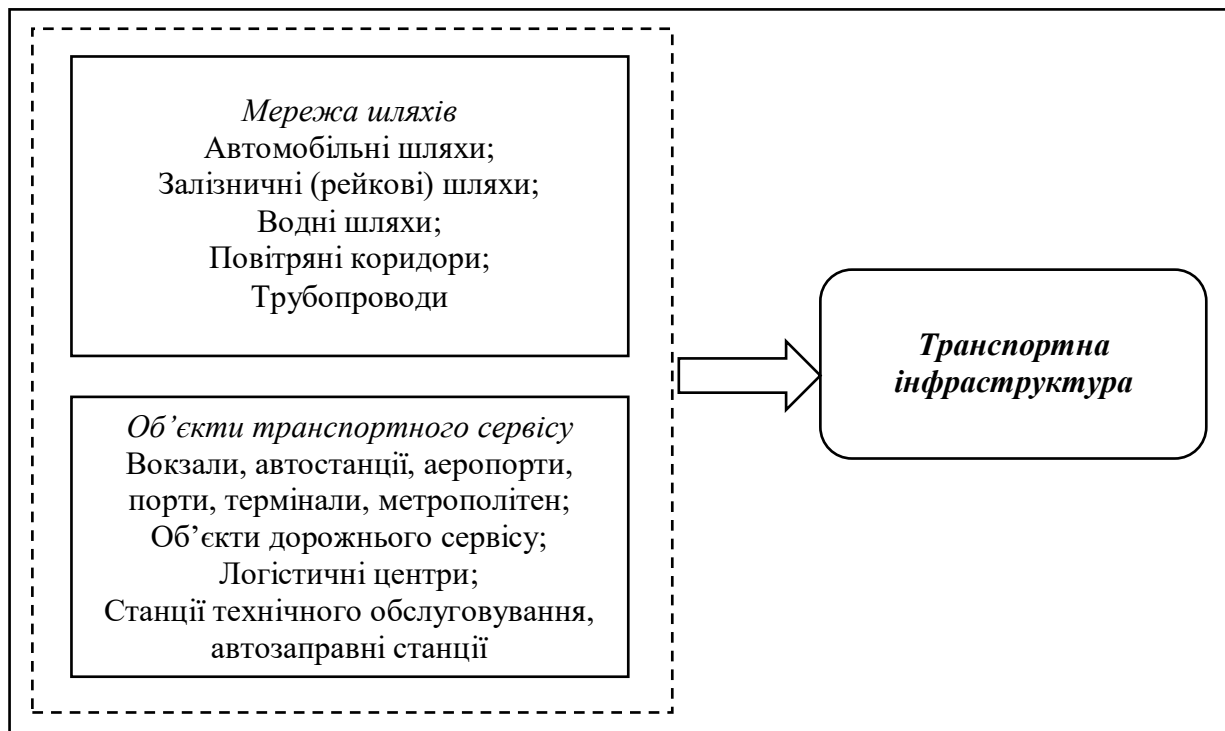 Мережа шляхів
Автомобільні шляхи;
Залізничні (рейкові) шляхи;
Водні шляхи;
Повітряні коридори;
Трубопроводи
Об’єкти транспортного сервісу
Вокзали, автостанції, аеропорти,
порти, термінали, метрополітен;
Об’єкти дорожнього сервісу;
Логістичні центри;
Станції технічного обслуговування,
автозаправні станції
Транспортна
інфраструктура